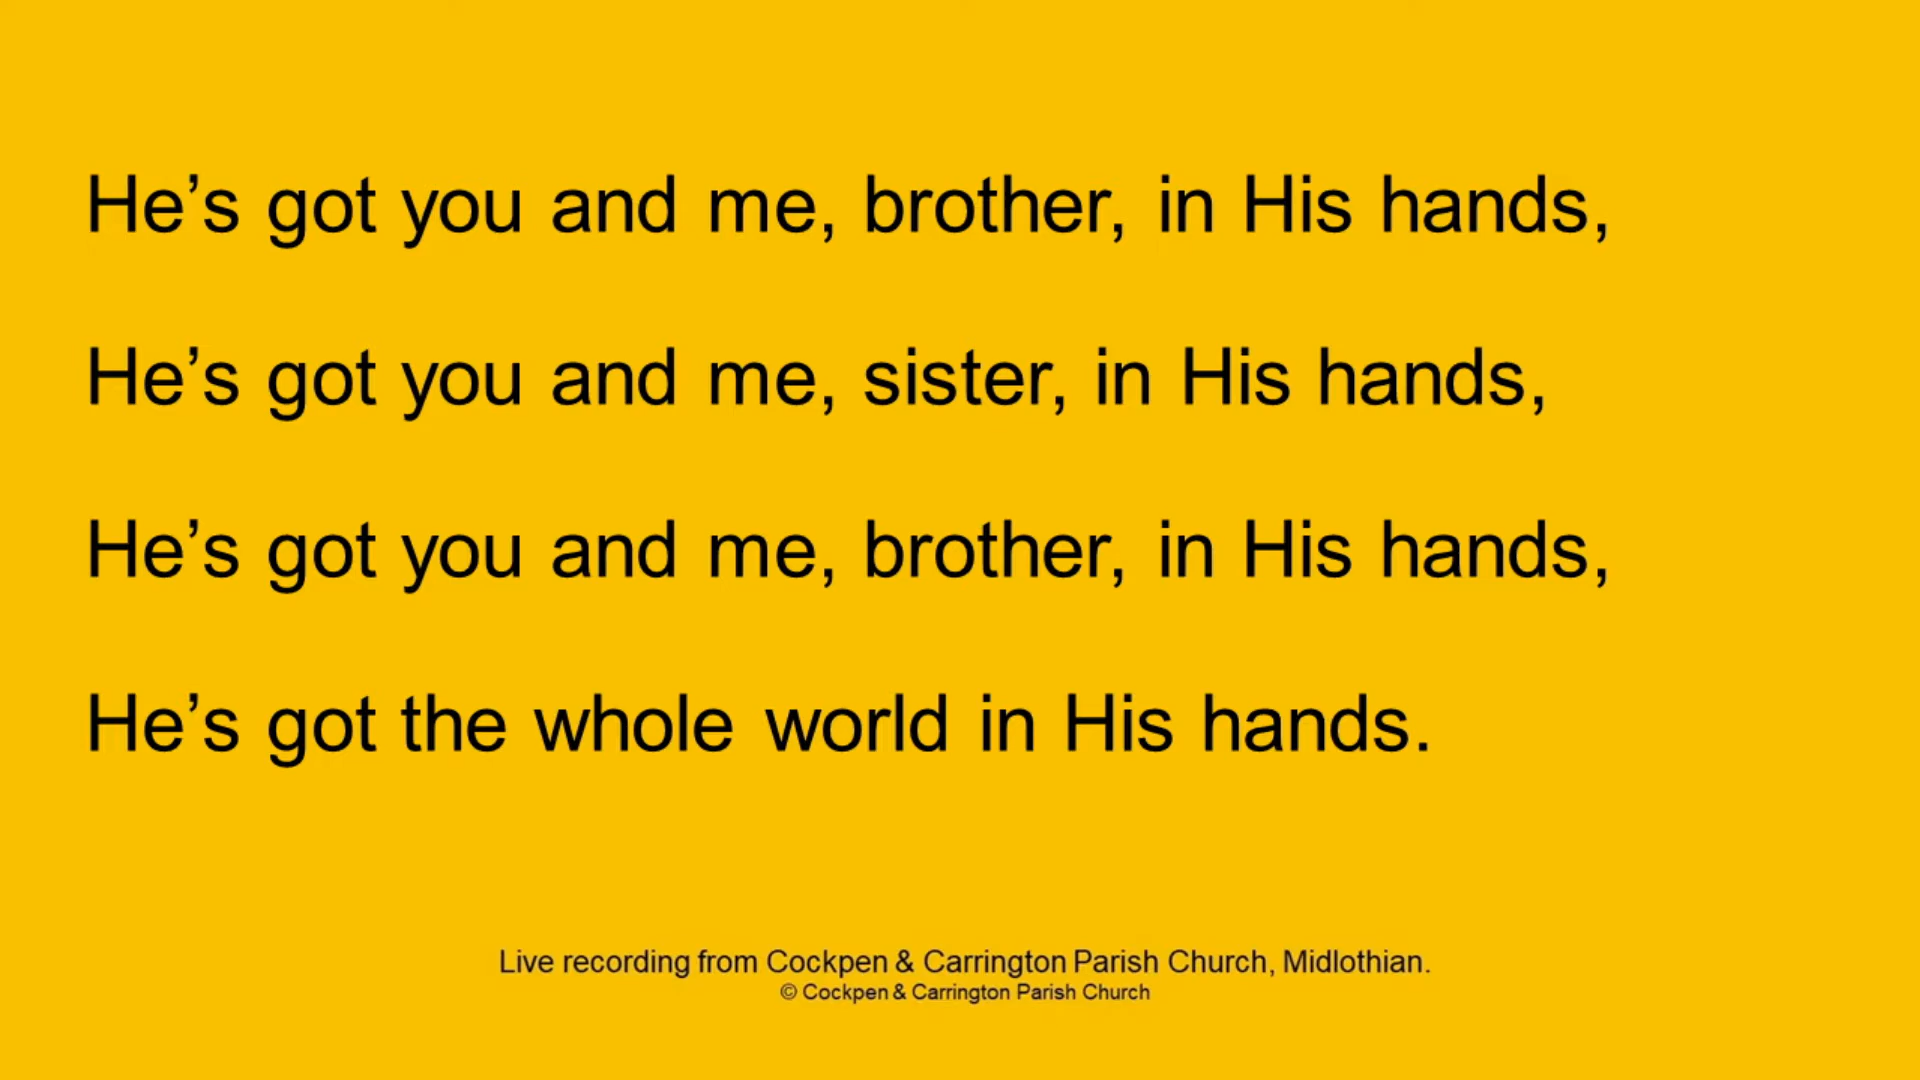 He’s got you and me, brother, in His hands,
He’s got you and me, sister, in His hands,
He’s got you and me, brother, in His hands,
He’s got the whole world in His hands.
Live recording from Cockpen & Carrington Parish Church, Midlothian.
© Cockpen & Carrington Parish Church